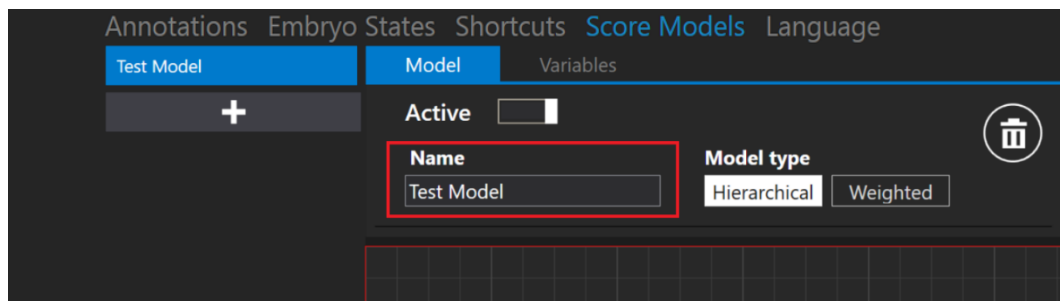 Annotations Embryo States Shortcuts Score Models Language
Test Model
Model Variables
Active
Name
Test Model
Model type
Hierarchical Weighted